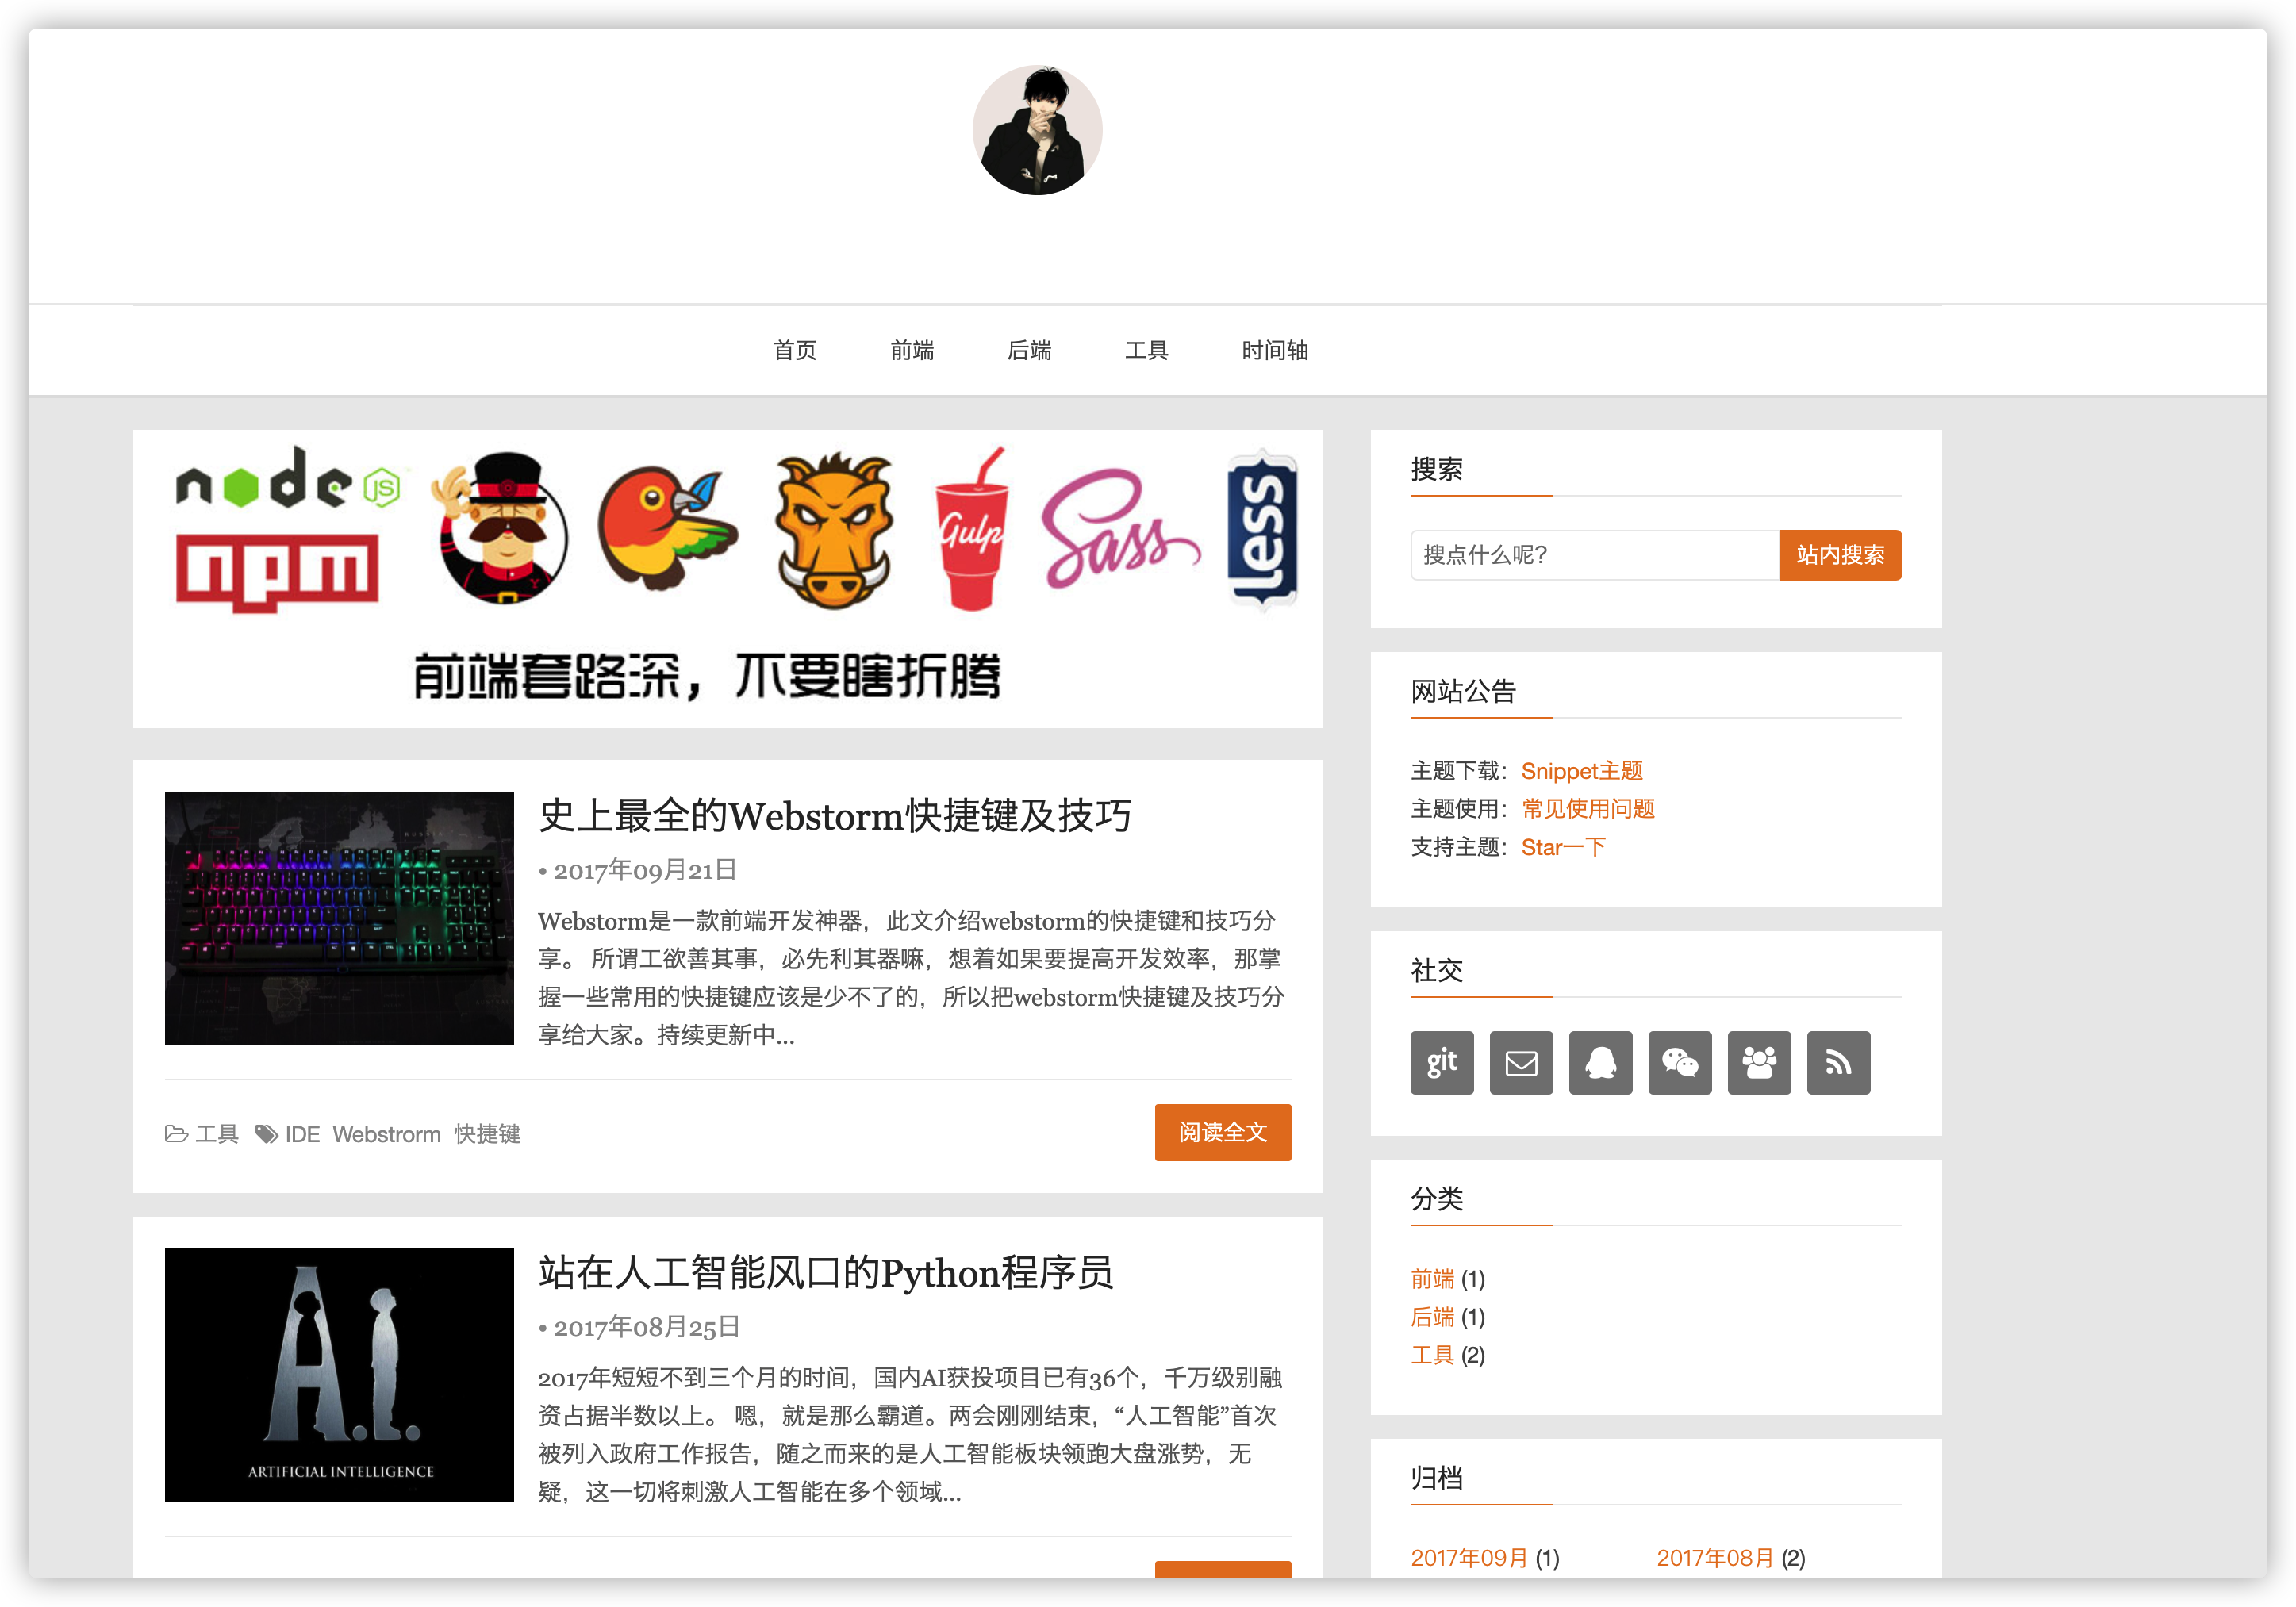 首页 前端 后端 工具 时间轴
node JS
npm
Gulp
Sass
less
前端套路深，不要瞎折腾
史上最全的Webstorm快捷键及技巧
• 2017年09月21日
Webstorm是一款前端开发神器，此文介绍webstorm的快捷键和技巧分
享。 所谓工欲善其事，必先利其器嘛，想着如果要提高开发效率，那掌
握一些常用的快捷键应该是少不了的，所以把webstorm快捷键及技巧分
享给大家。持续更新中...
工具 IDE Webstrorm 快捷键
阅读全文
A.I.
ARTIFICIAL INTELLIGENCE
站在人工智能风口的Python程序员
• 2017年08月25日
2017年短短不到三个月的时间，国内AI获投项目已有36个，千万级别融
资占据半数以上。 嗯，就是那么霸道。两会刚刚结束，“人工智能”首次
被列入政府工作报告，随之而来的是人工智能板块领跑大盘涨势，无
疑，这一切将刺激人工智能在多个领域...
搜索
搜点什么呢?
站内搜索
网站公告
主题下载：Snippet主题
主题使用：常见使用问题
支持主题：Star一下
社交
git
分类
前端 (1)
后端 (1)
工具 (2)
归档
2017年09月 (1) 2017年08月 (2)